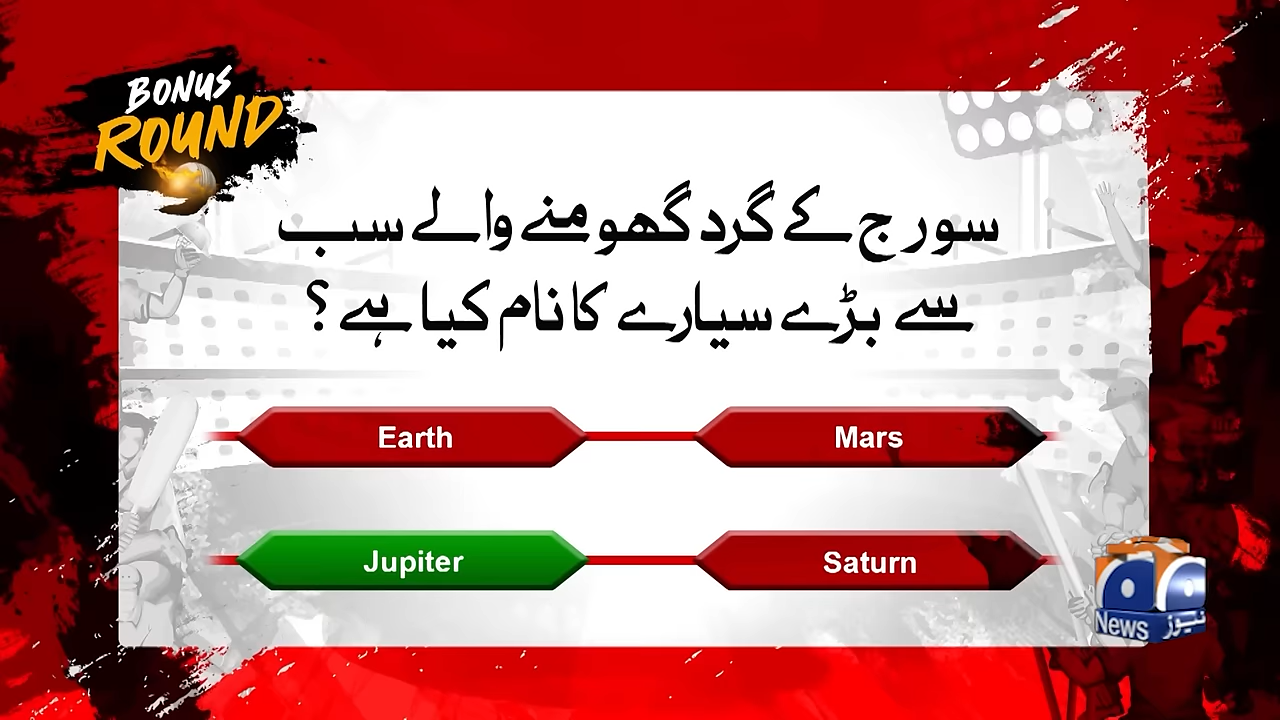 BONUS
ROUND
سورج کے گرد گھومنے والے سب
سے بڑے سیارے کا نام کیا ہے؟
Earth
Mars
Jupiter
Saturn
News نیوز